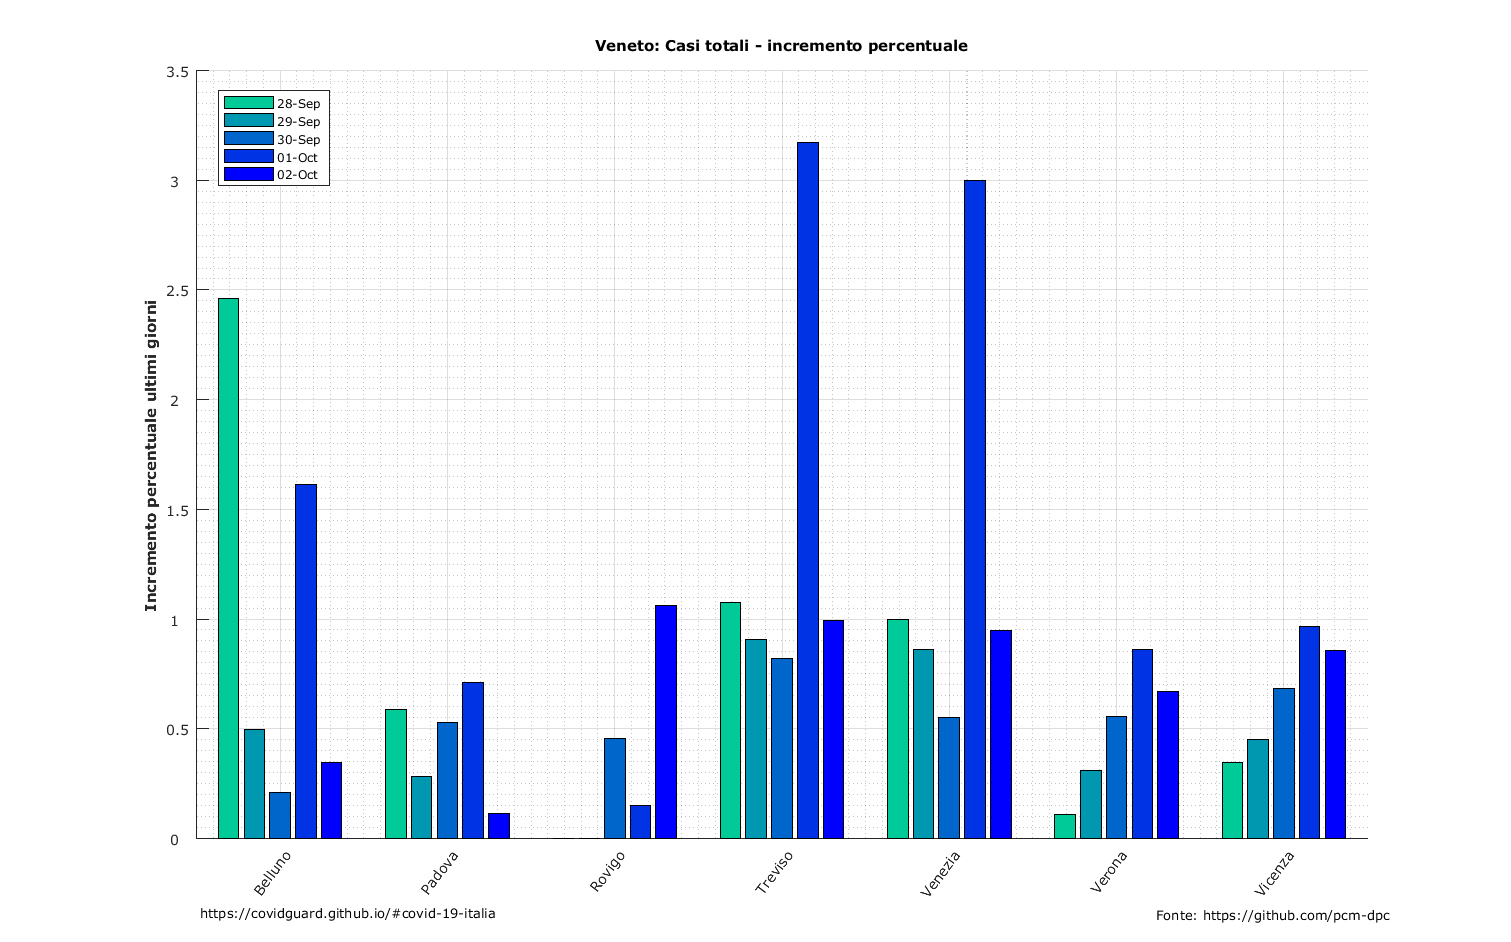 Veneto: Casi totali - incremento percentuale
3.5
3
2.5
2
1.5
1
0.5
0
28-Sep
29-Sep
30-Sep
01-Oct
02-Oct
Incremento percentuale ultimi giorni
Belluno
Padova
Rovigo
Treviso
Venezia
Verona
Vicenza
https://covidguard.github.io/#covid-19-italia
Fonte: https://github.com/pcm-dpc